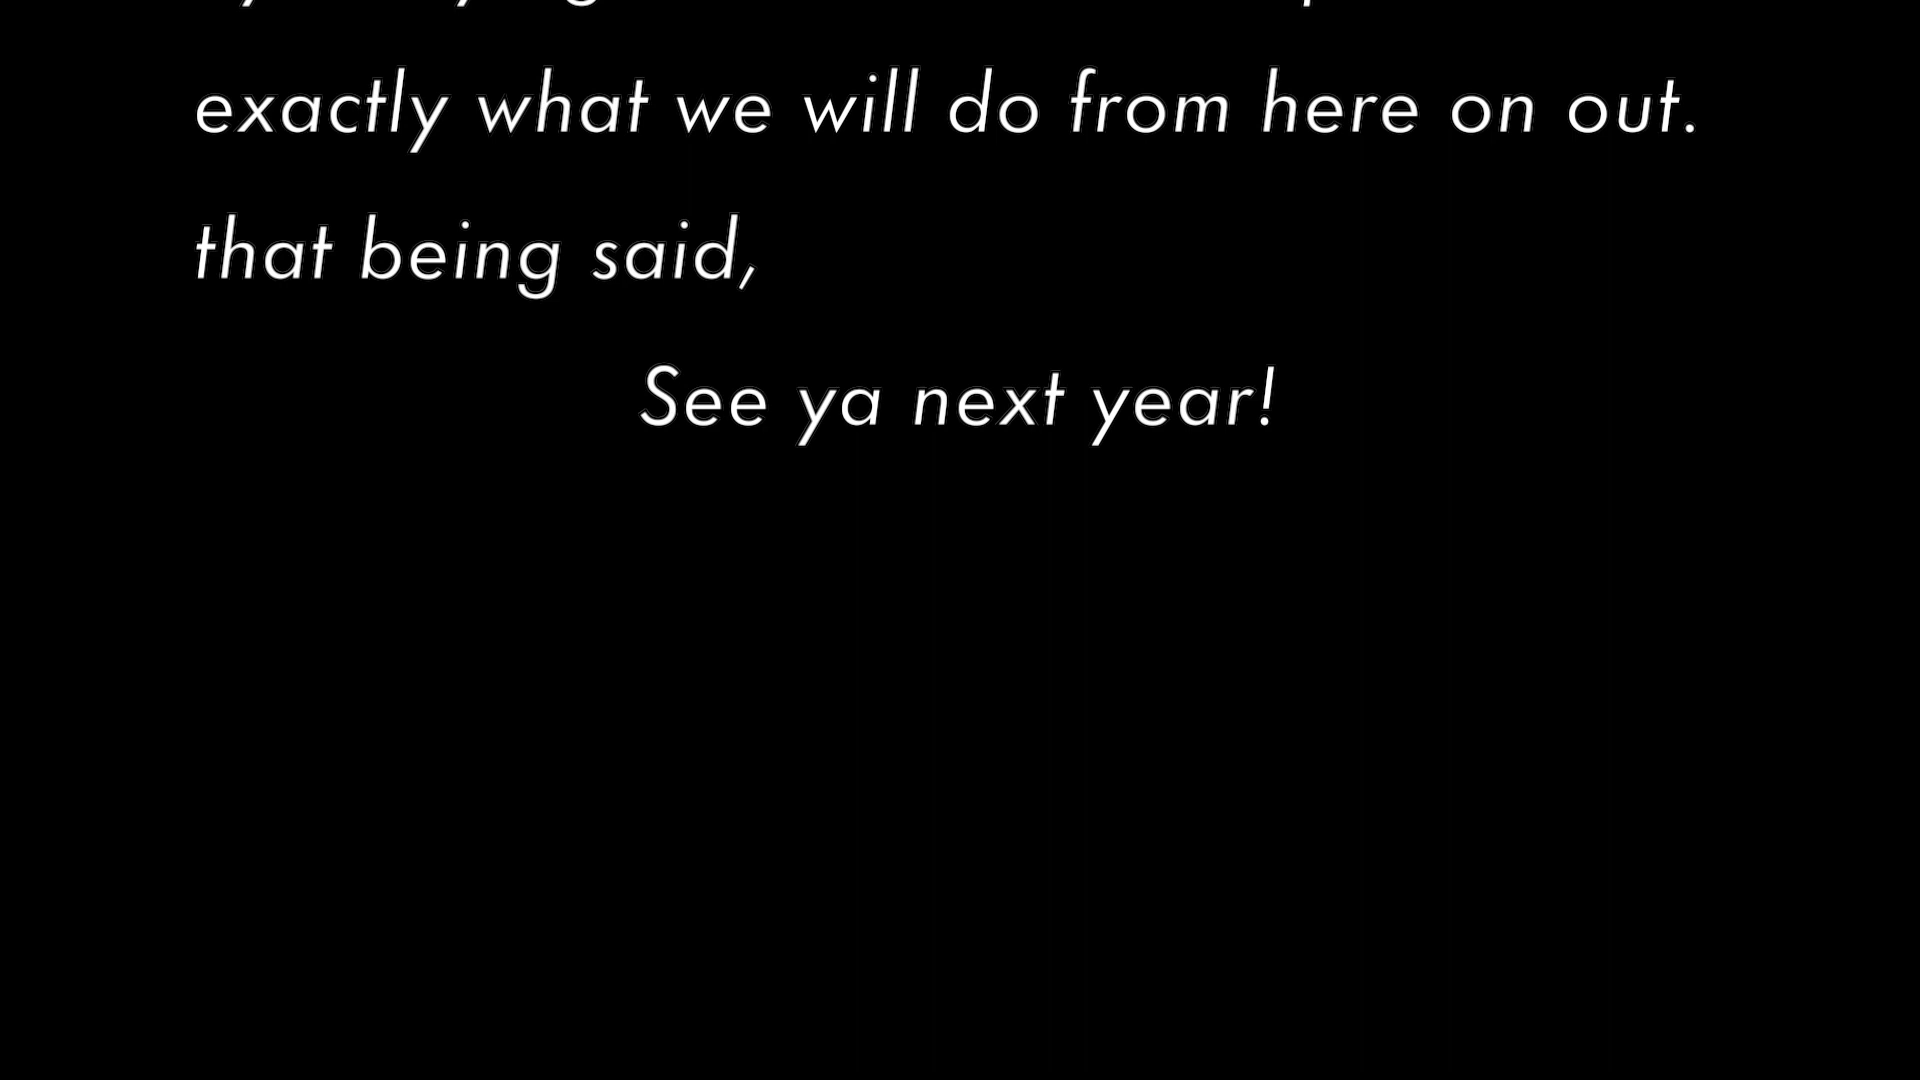 exactly what we will do from here on out.
that being said,
See ya next year!